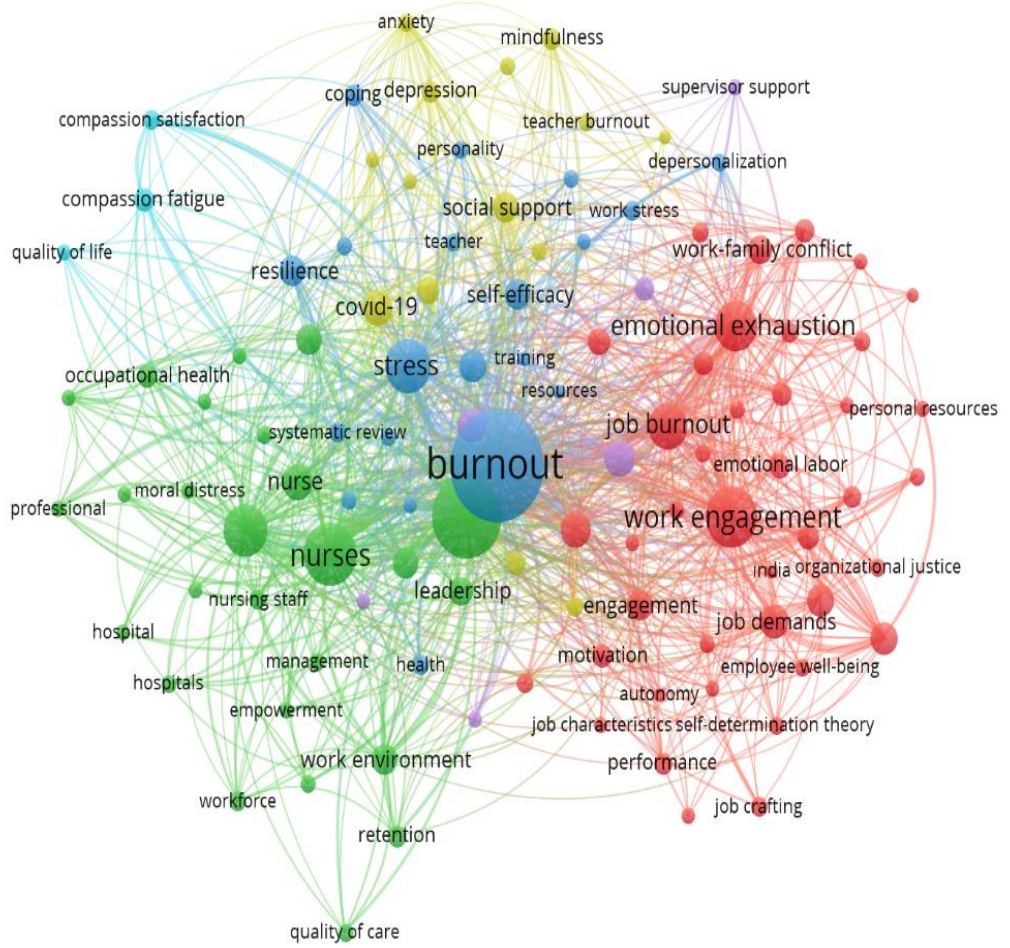 anxiety
mindfulness
supervisor support
coping
depression
compassion satisfaction
teacher burnout
personality
depersonalization
compassion fatigue
social support
work stress
quality of life
teacher
work-family conflict
resilience
self-efficacy
covid-19
emotional exhaustion
stress
training
occupational health
resources
personal resources
job burnout
systematic review
burnout
emotional labor
nurse
moral distress
professional
work engagement
nurses
india
organizational justice
leadership
nursing staff
engagement
job demands
hospital
motivation
management
health
employee well-being
hospitals
autonomy
empowerment
job characteristics
self-determination theory
work environment
performance
workforce
job crafting
retention
quality of care